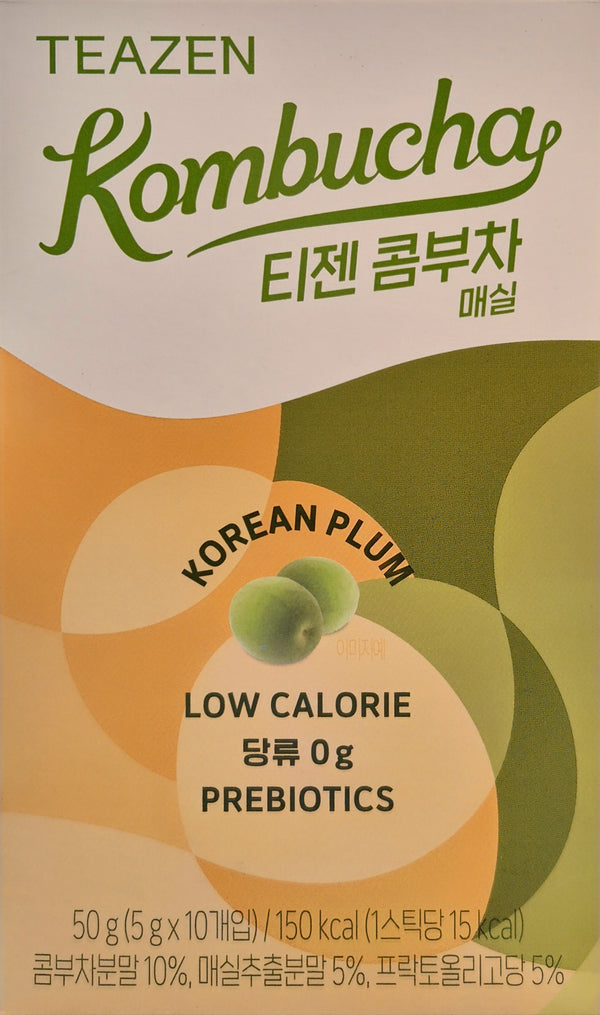 TEAZEN
Kombucha
티젠 콤부차
매실
KOREAN PLUM
이미지예
LOW CALORIE
당류 0g
PREBIOTICS
50 g (5 g x 10개입) / 150 kcal (1스틱당 15 kcal)
콤부차분말 10%, 매실추출분말 5%, 프락토올리고당 5%